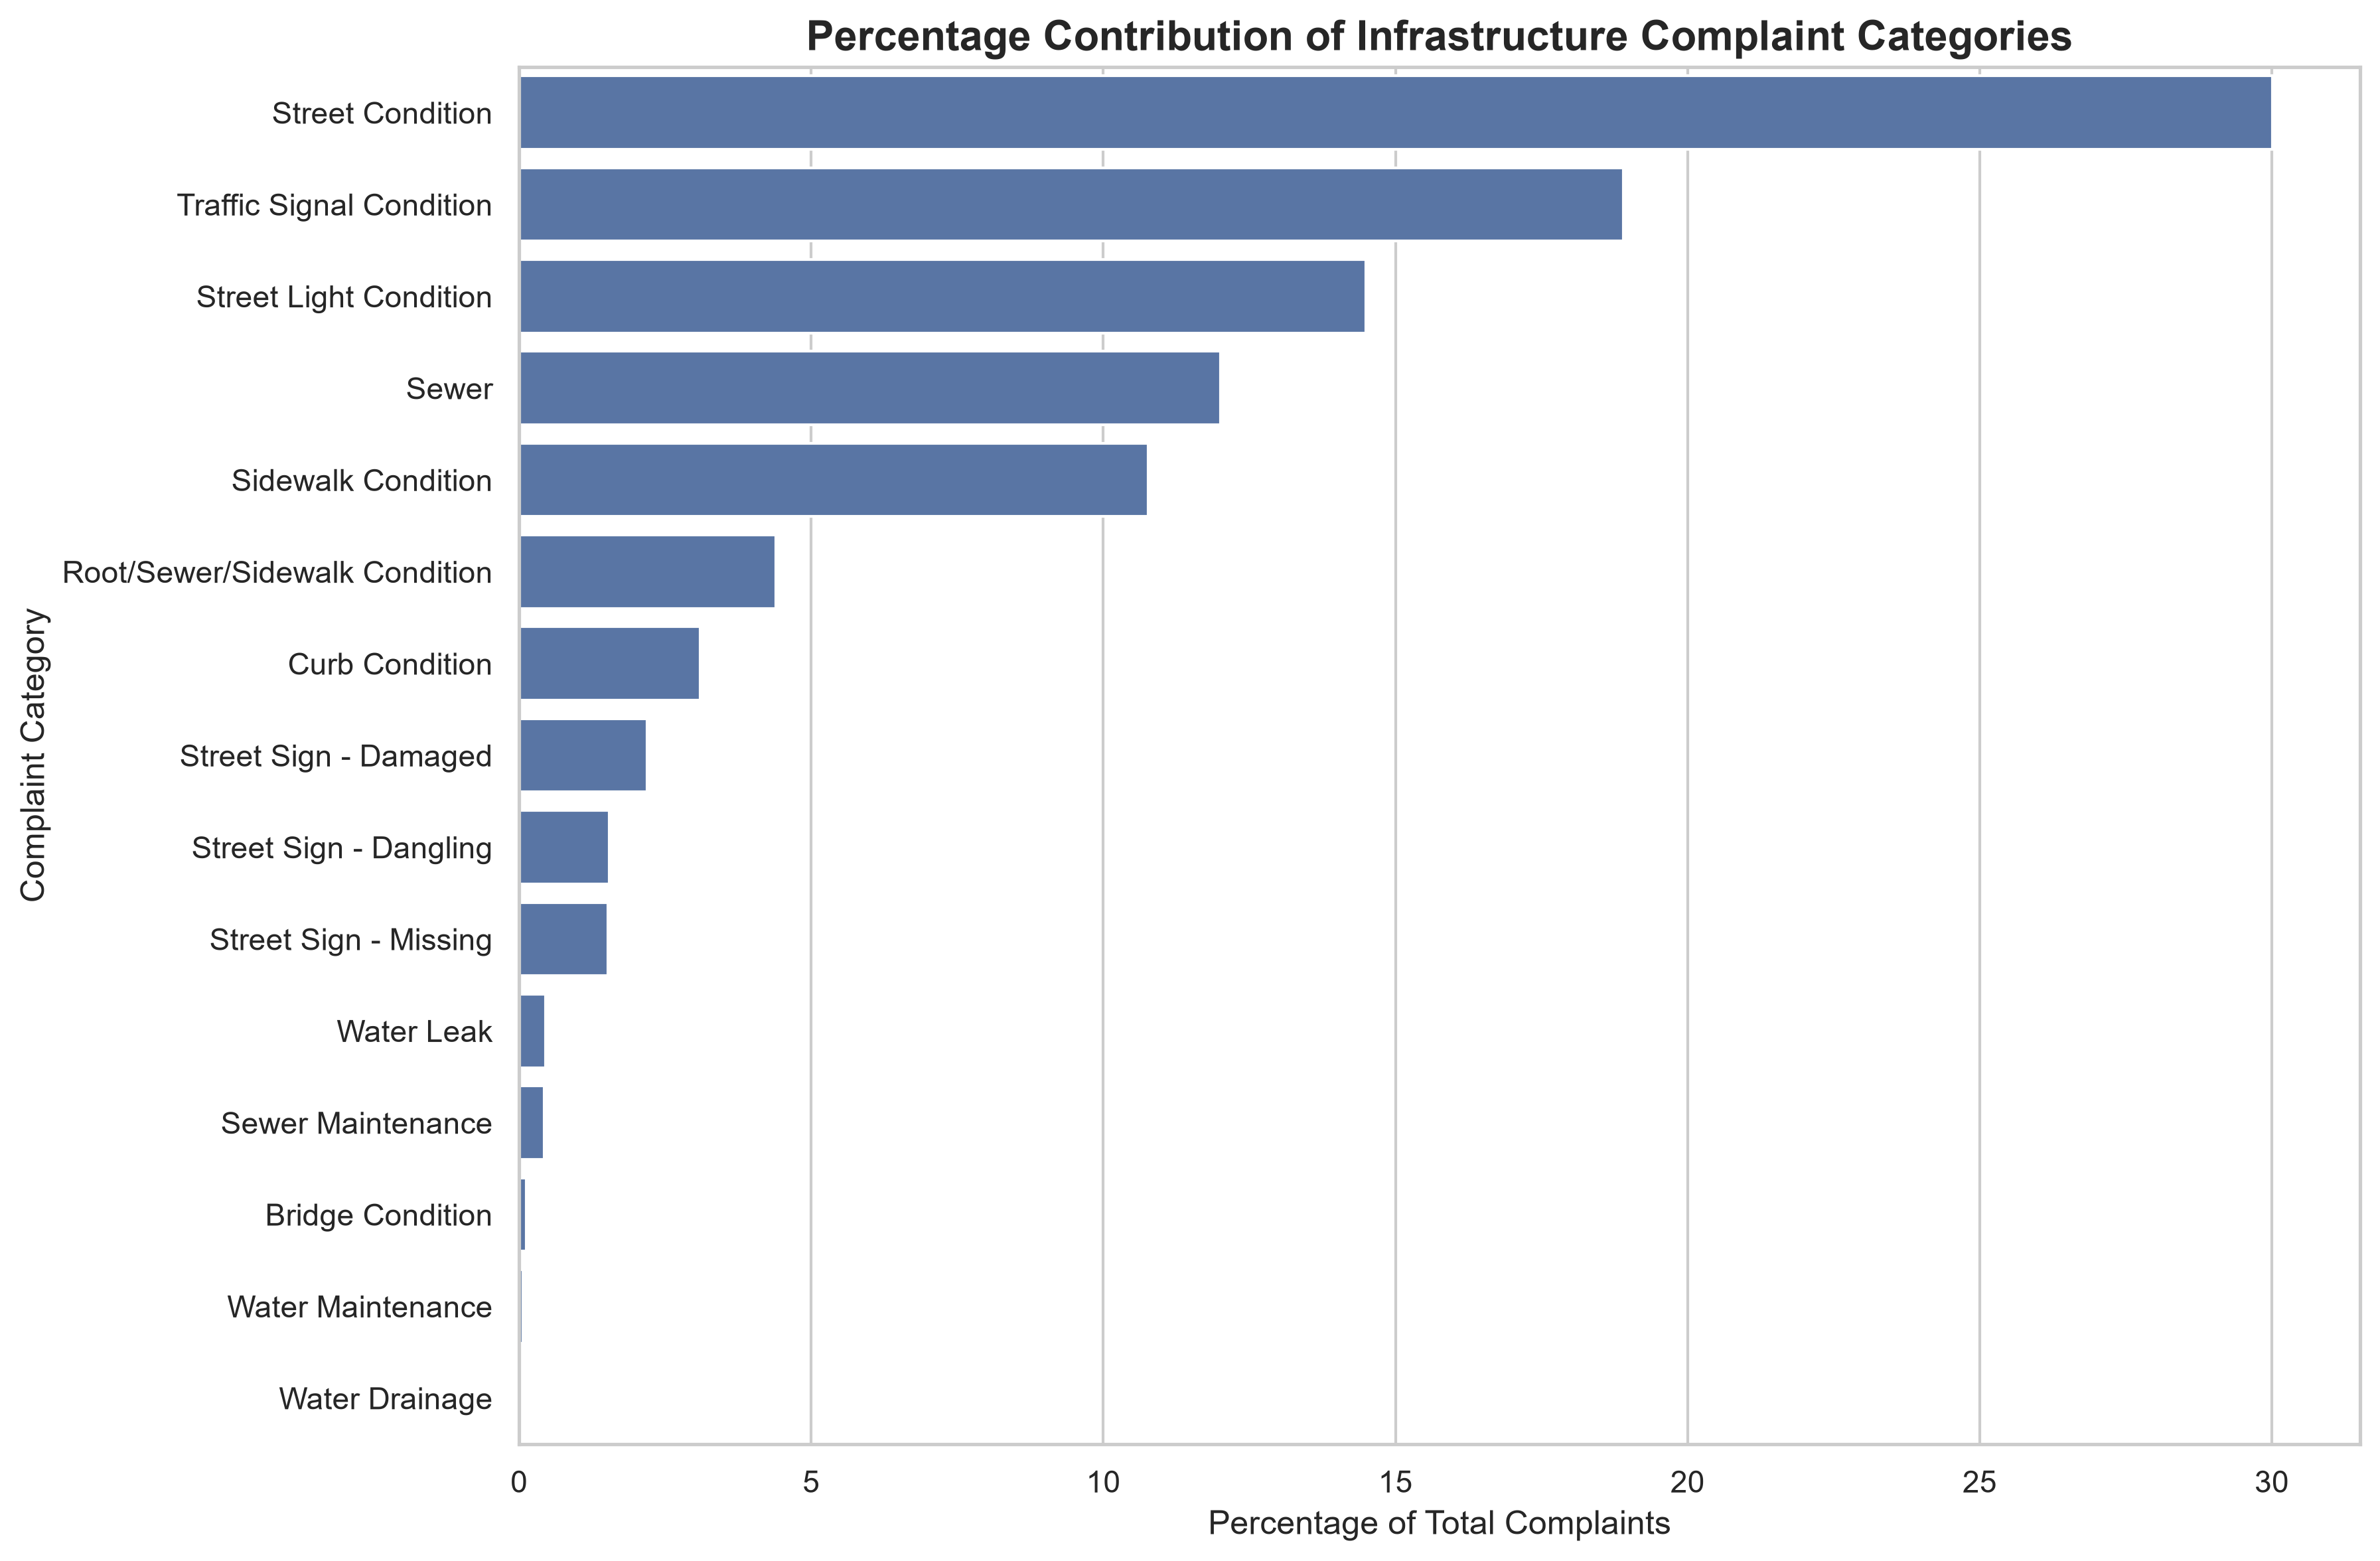 Percentage Contribution of Infrastructure Complaint Categories
Complaint Category
Street Condition
Traffic Signal Condition
Street Light Condition
Sewer
Sidewalk Condition
Root/Sewer/Sidewalk Condition
Curb Condition
Street Sign - Damaged
Street Sign - Dangling
Street Sign - Missing
Water Leak
Sewer Maintenance
Bridge Condition
Water Maintenance
Water Drainage
0 5 10 15 20 25 30
Percentage of Total Complaints